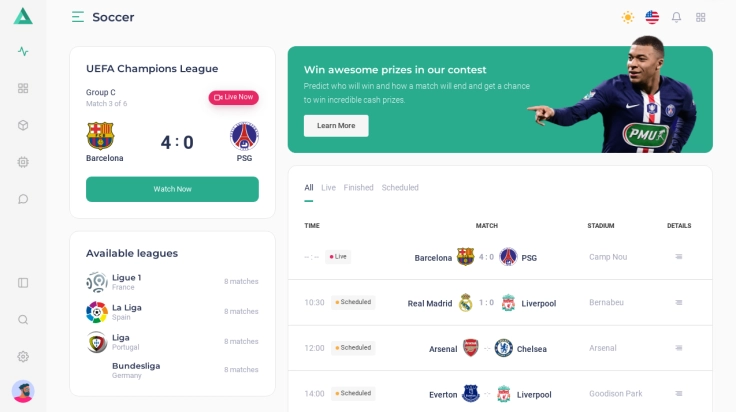 Soccer
UEFA Champions League
Group C
Match 3 of 6
Live Now
4 : 0
Barcelona
PSG
Watch Now
Win awesome prizes in our contest
Predict who will win and how a match will end and get a chance
to win incredible cash prizes.
Learn More
PMU
Available leagues
Ligue 1
France
8 matches
La Liga
Spain
8 matches
Liga
Portugal
8 matches
Bundesliga
Germany
8 matches
All Live Finished Scheduled
TIME MATCH STADIUM DETAILS
-- : -- Live Barcelona 4 : 0 PSG Camp Nou
10:30 Scheduled Real Madrid 1 : 0 Liverpool Bernabeu
12:00 Scheduled Arsenal -:- Chelsea Arsenal
14:00 Scheduled Everton -:- Liverpool Goodison Park